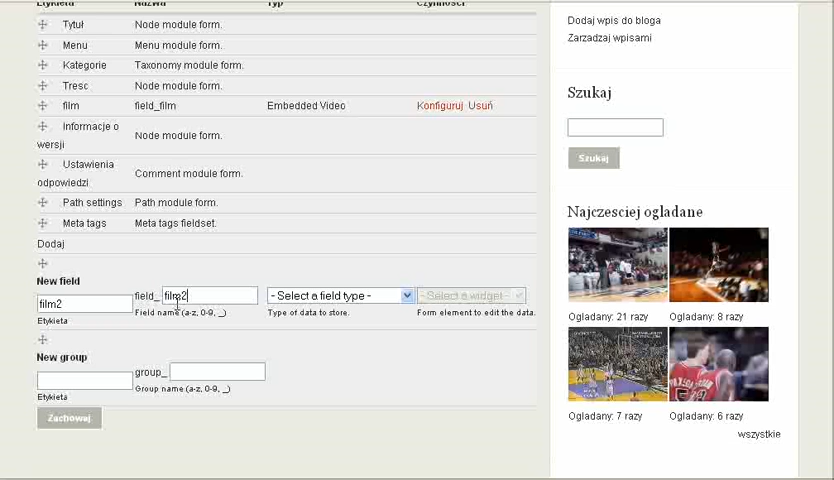 Etykieta Nazwa Typ Czynności
Tytuł Node module form.
Menu Menu module form.
Kategorie Taxonomy module form.
Tresc Node module form.
film field_film Embedded Video Konfiguruj Usuń
Informacje o
wersji Node module form.
Ustawienia
odpowiedzi Comment module form.
Path settings Path module form.
Meta tags Meta tags fieldset.
Dodaj
New field
film2 field_ film2 - Select a field type - - Select a widget -
Etykieta Field name (a-z, 0-9, _) Type of data to store. Form element to edit the data.
New group
group_
Etykieta Group name (a-z, 0-9, _)
Zachowaj
Dodaj wpis do bloga
Zarzadzaj wpisami
Szukaj
Szukaj
Najczesciej ogladane
Ogladany: 21 razy Ogladany: 8 razy
Ogladany: 7 razy Ogladany: 6 razy
wszystkie